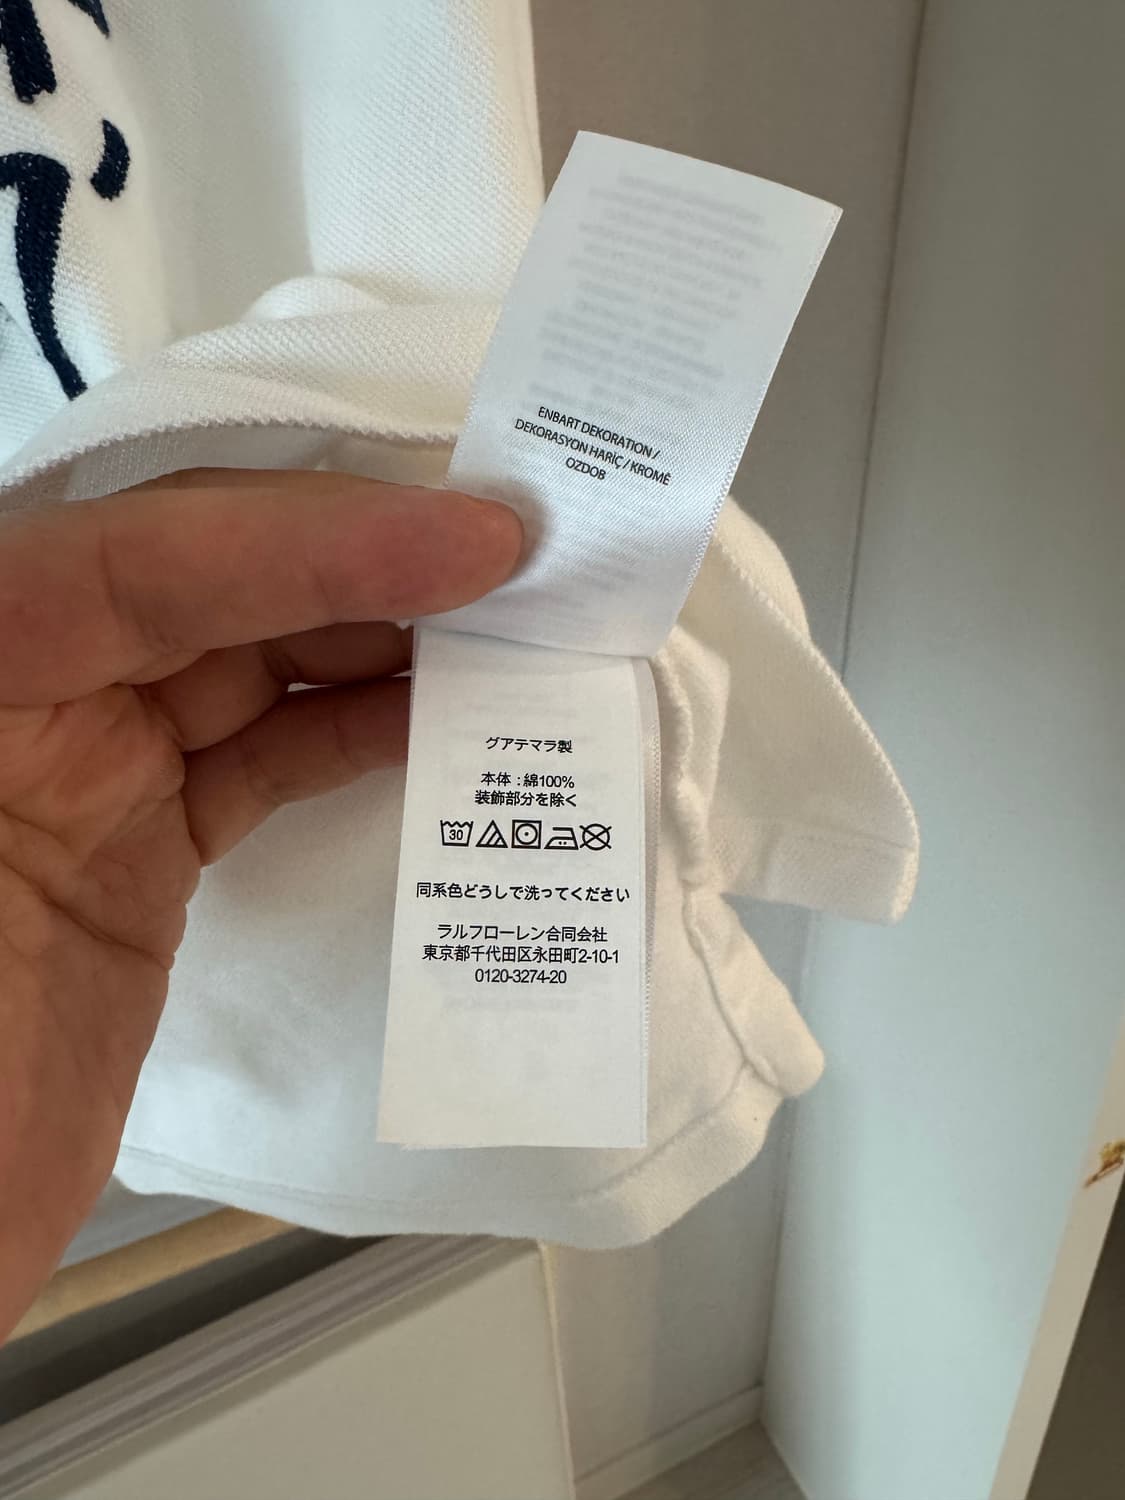 ENBART DEKORATION /
DEKORASYON HARİÇ / KROMĚ
OZDOB
グアテマラ製
本体 : 綿100%
装飾部分を除く
30
同系色どうしで洗ってください
ラルフローレン合同会社
東京都千代田区永田町2-10-1
0120-3274-20